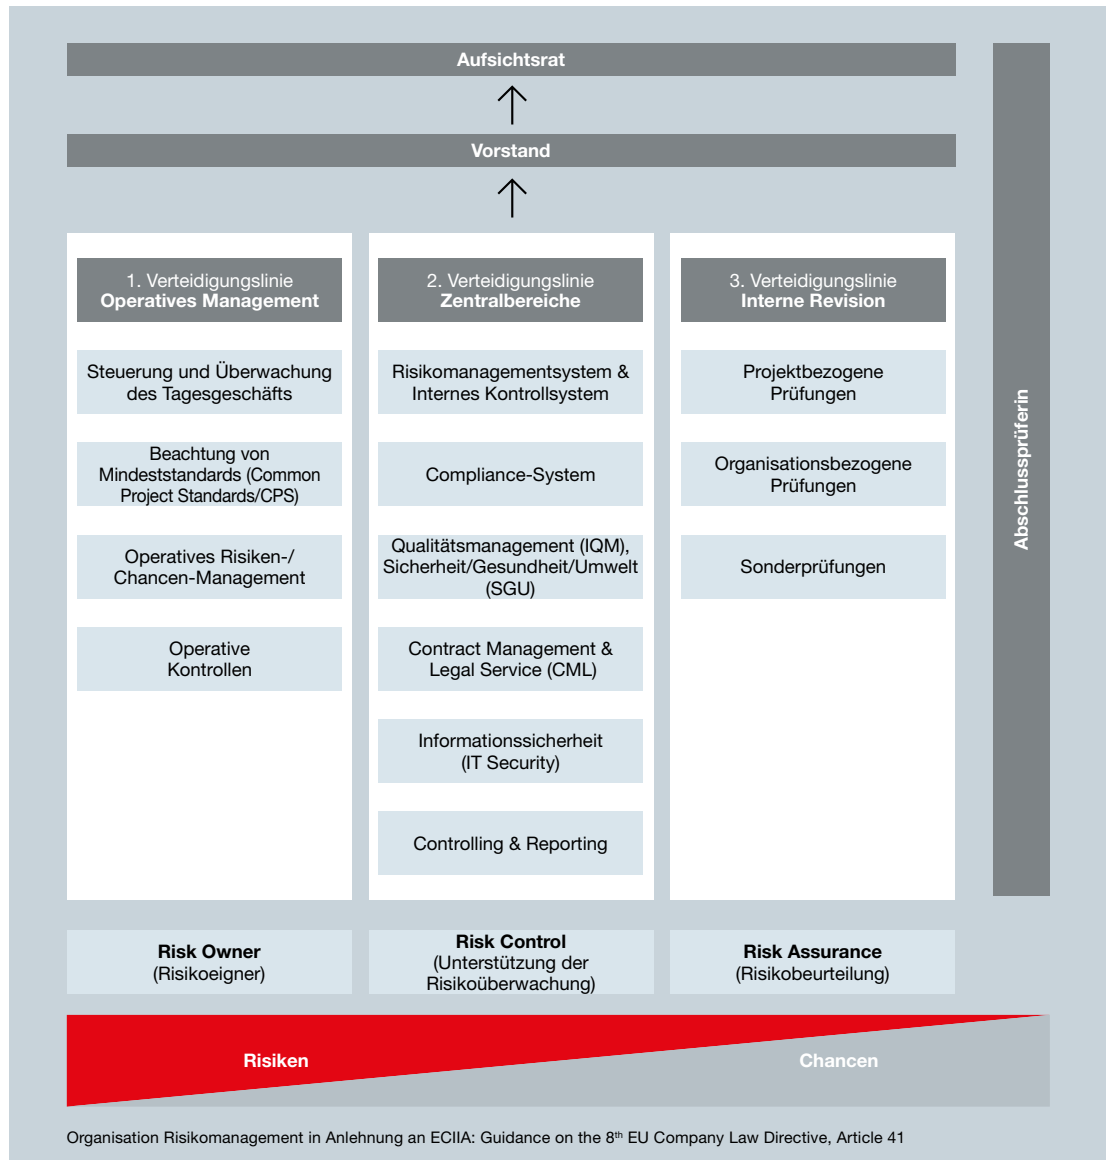 Aufsichtsrat
Vorstand
1. Verteidigungslinie
Operatives Management
Steuerung und Überwachung
des Tagesgeschäfts
Beachtung von
Mindeststandards (Common
Project Standards/CPS)
Operatives Risiken-/
Chancen-Management
Operative
Kontrollen
2. Verteidigungslinie
Zentralbereiche
Risikomanagementsystem &
Internes Kontrollsystem
Compliance-System
Qualitätsmanagement (IQM),
Sicherheit/Gesundheit/Umwelt
(SGU)
Contract Management &
Legal Service (CML)
Informationssicherheit
(IT Security)
Controlling & Reporting
3. Verteidigungslinie
Interne Revision
Projektbezogene
Prüfungen
Organisationsbezogene
Prüfungen
Sonderprüfungen
Abschlussprüferin
Risk Owner
(Risikoeigner)
Risk Control
(Unterstützung der
Risikoüberwachung)
Risk Assurance
(Risikobeurteilung)
Risiken
Chancen
Organisation Risikomanagement in Anlehnung an ECIIA: Guidance on the 8th EU Company Law Directive, Article 41